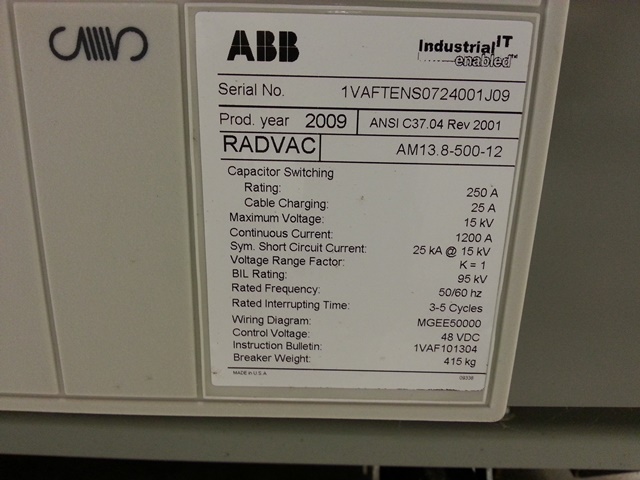 ABB
Industrial IT
enabled
Serial No. 1VAFTENS0724001J09
Prod. year 2009 ANSI C37.04 Rev 2001
RADVAC AM13.8-500-12
Capacitor Switching
Rating: 250 A
Cable Charging: 25 A
Maximum Voltage: 15 kV
Continuous Current: 1200 A
Sym. Short Circuit Current: 25 kA @ 15 kV
Voltage Range Factor: K = 1
BIL Rating: 95 kV
Rated Frequency: 50/60 hz
Rated Interrupting Time: 3-5 Cycles
Wiring Diagram: MGEE50000
Control Voltage: 48 VDC
Instruction Bulletin: 1VAF101304
Breaker Weight: 415 kg
MADE IN U.S.A